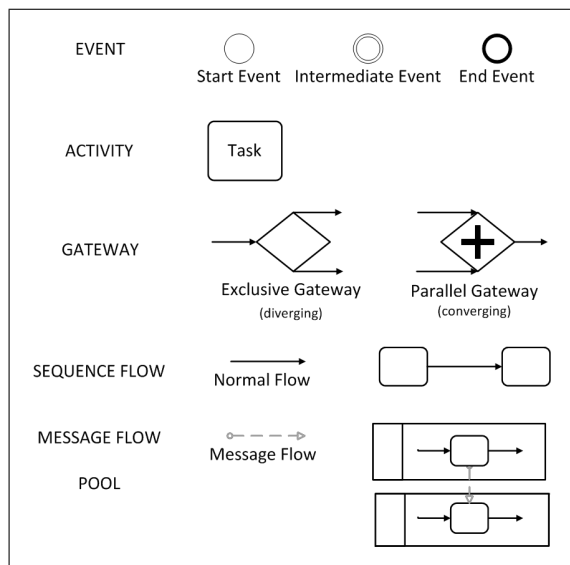 EVENT
Start Event Intermediate Event End Event
ACTIVITY
Task
GATEWAY
Exclusive Gateway
(diverging)
Parallel Gateway
(converging)
SEQUENCE FLOW
Normal Flow
MESSAGE FLOW
Message Flow
POOL